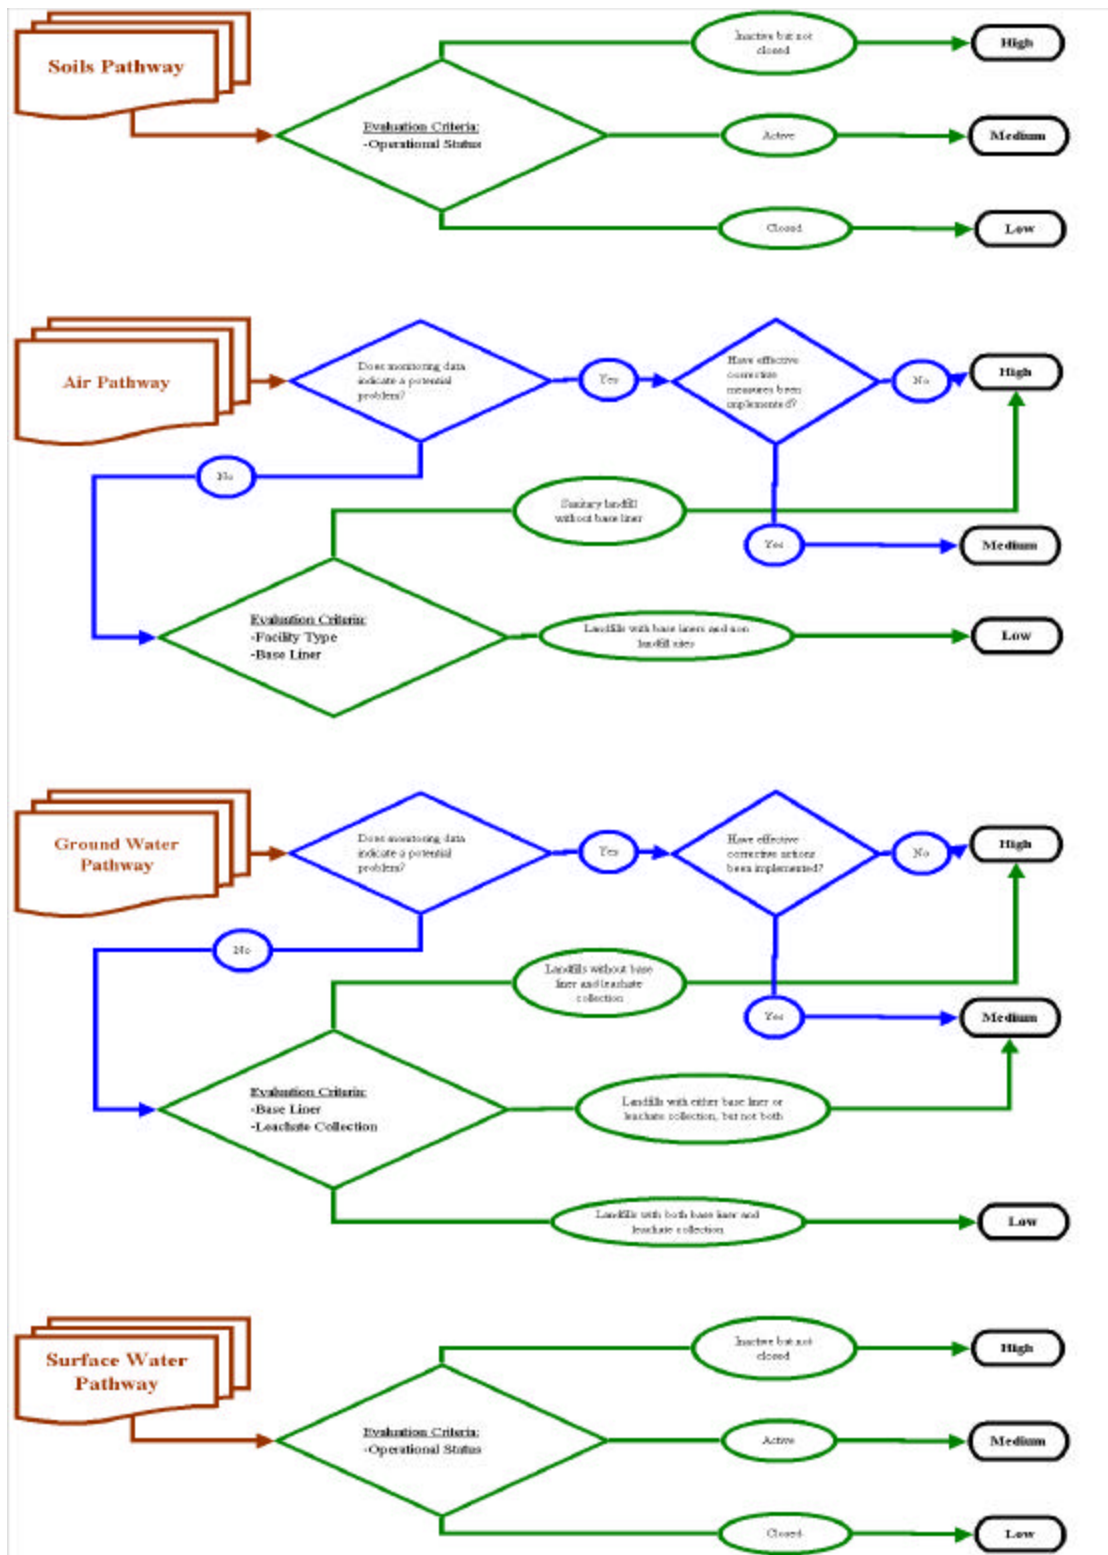 Soils Pathway
Inactive but not
closed
High
Evaluation Criteria:
-Operational Status
Active
Medium
Closed
Low
Air Pathway
Does monitoring data
indicate a potential
problem?
Yes
Have effective
corrective
measures been
implemented?
No
High
No
Sanitary landfill
without base liner
Yes
Medium
Evaluation Criteria:
-Facility Type
-Base Liner
Landfills with base liners and non
landfill sites
Low
Ground Water
Pathway
Does monitoring data
indicate a potential
problem?
Yes
Have effective
corrective actions
been implemented?
No
High
No
Landfills without base
liner and leachate
collection
Yes
Medium
Evaluation Criteria:
-Base Liner
-Leachate Collection
Landfills with either base liner or
leachate collection, but not both
Landfills with both base liner and
leachate collection
Low
Surface Water
Pathway
Inactive but not
closed
High
Evaluation Criteria:
-Operational Status
Active
Medium
Closed
Low